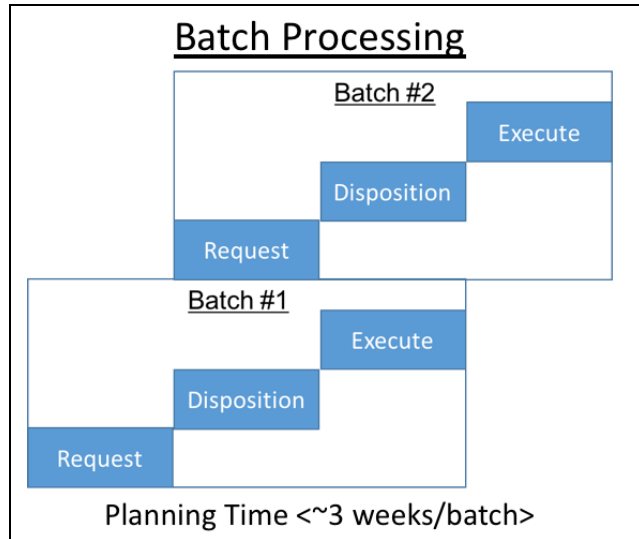 Batch Processing
Batch #2
Execute
Disposition
Request
Batch #1
Execute
Disposition
Request
Planning Time <~3 weeks/batch>